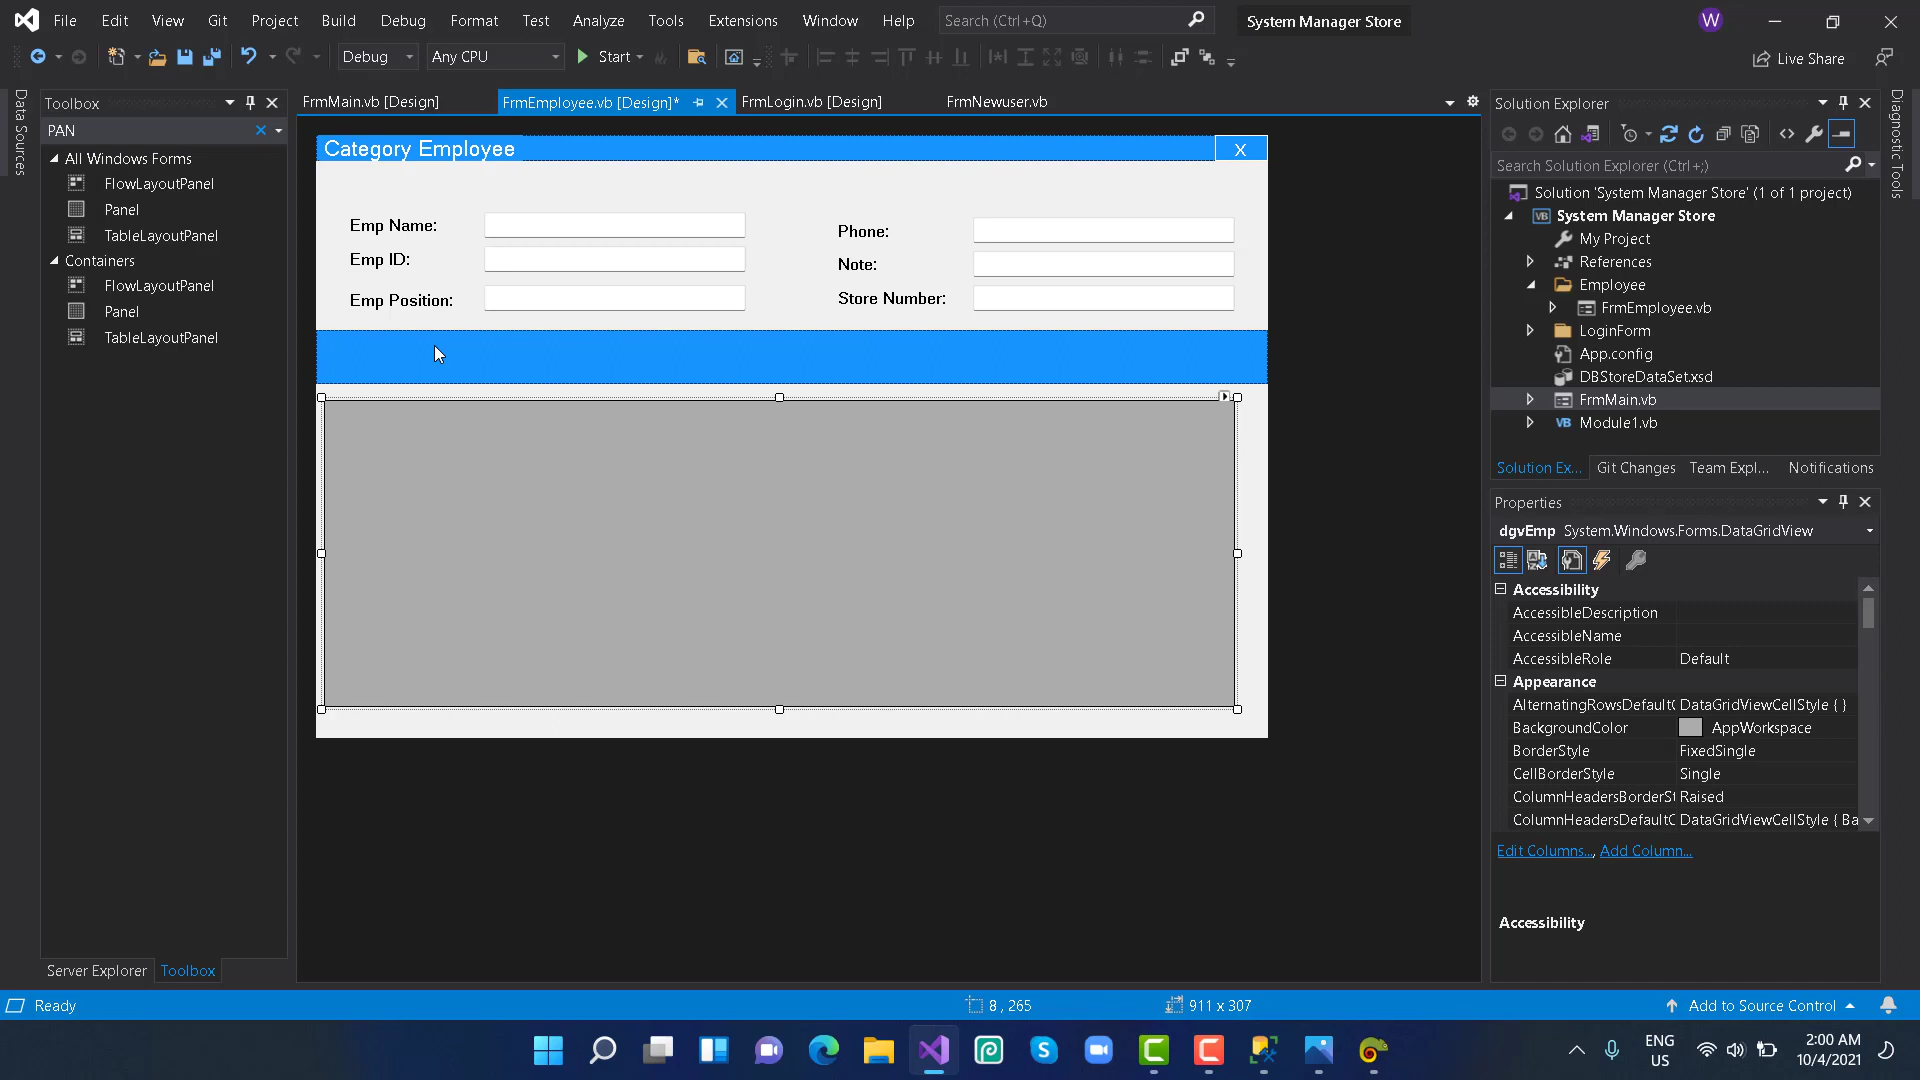 File Edit View Git Project Build Debug Format Test Analyze Tools Extensions Window Help Search (Ctrl+Q) System Manager Store W
Debug Any CPU Start Live Share
Data Sources
Toolbox
PAN
All Windows Forms
FlowLayoutPanel
Panel
TableLayoutPanel
Containers
FlowLayoutPanel
Panel
TableLayoutPanel
Server Explorer Toolbox
FrmMain.vb [Design] FrmEmployee.vb [Design]* FrmLogin.vb [Design] FrmNewuser.vb
Category Employee X
Emp Name:
Emp ID:
Emp Position:
Phone:
Note:
Store Number:
Solution Explorer
Search Solution Explorer (Ctrl+;)
Solution 'System Manager Store' (1 of 1 project)
VB System Manager Store
My Project
References
Employee
FrmEmployee.vb
LoginForm
App.config
DBStoreDataSet.xsd
FrmMain.vb
VB Module1.vb
Solution Ex... Git Changes Team Expl... Notifications
Properties
dgvEmp System.Windows.Forms.DataGridView
Accessibility
AccessibleDescription
AccessibleName
AccessibleRole Default
Appearance
AlternatingRowsDefaultC DataGridViewCellStyle { }
BackgroundColor AppWorkspace
BorderStyle FixedSingle
CellBorderStyle Single
ColumnHeadersBorderSt Raised
ColumnHeadersDefaultC DataGridViewCellStyle { Ba
Edit Columns..., Add Column...
Accessibility
Diagnostic Tools
Ready 8 , 265 911 x 307 Add to Source Control
ENG
US
2:00 AM
10/4/2021